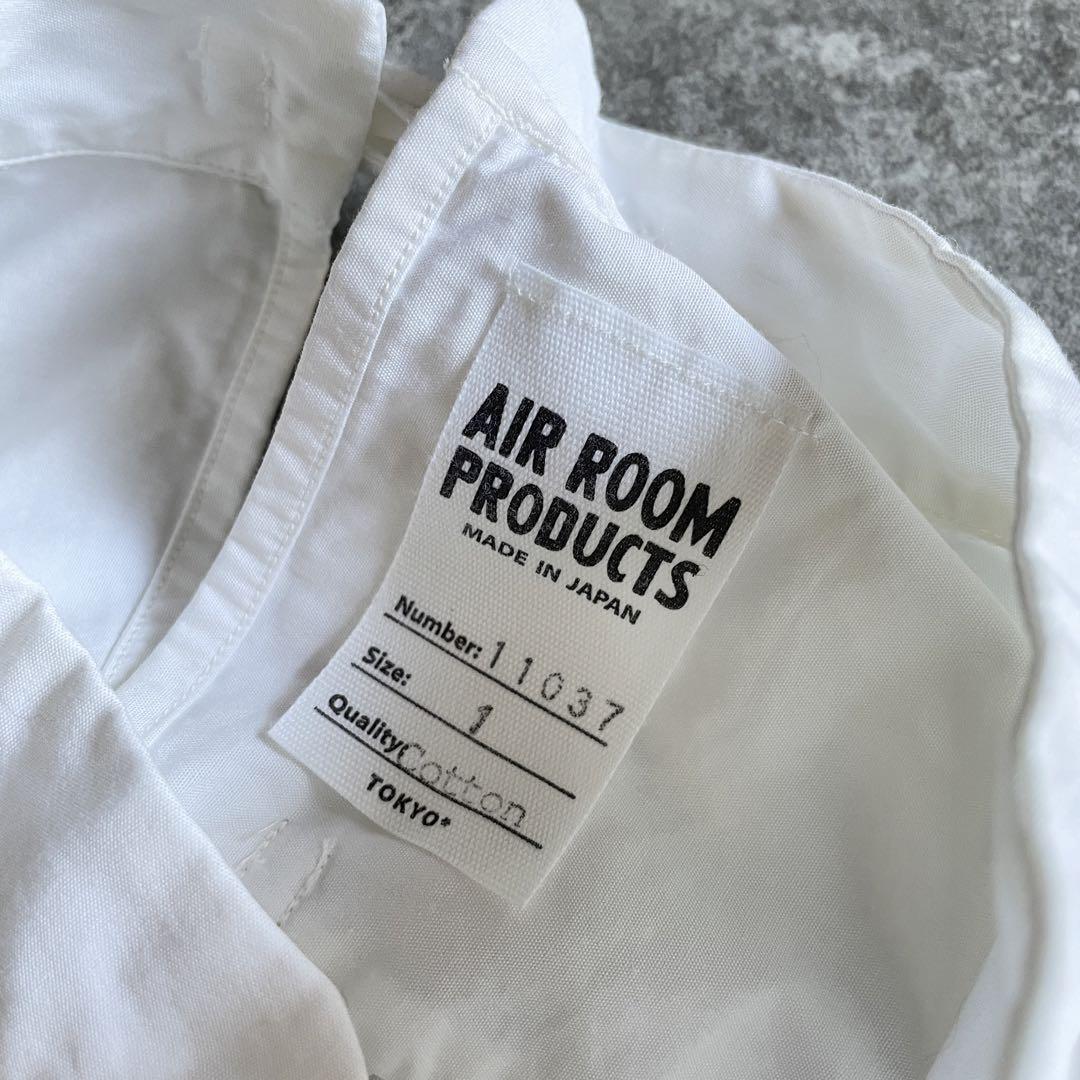 AIR ROOM
PRODUCTS
MADE IN JAPAN
Number: 11037
Size: 1
Quality: Cotton
TOKYO*